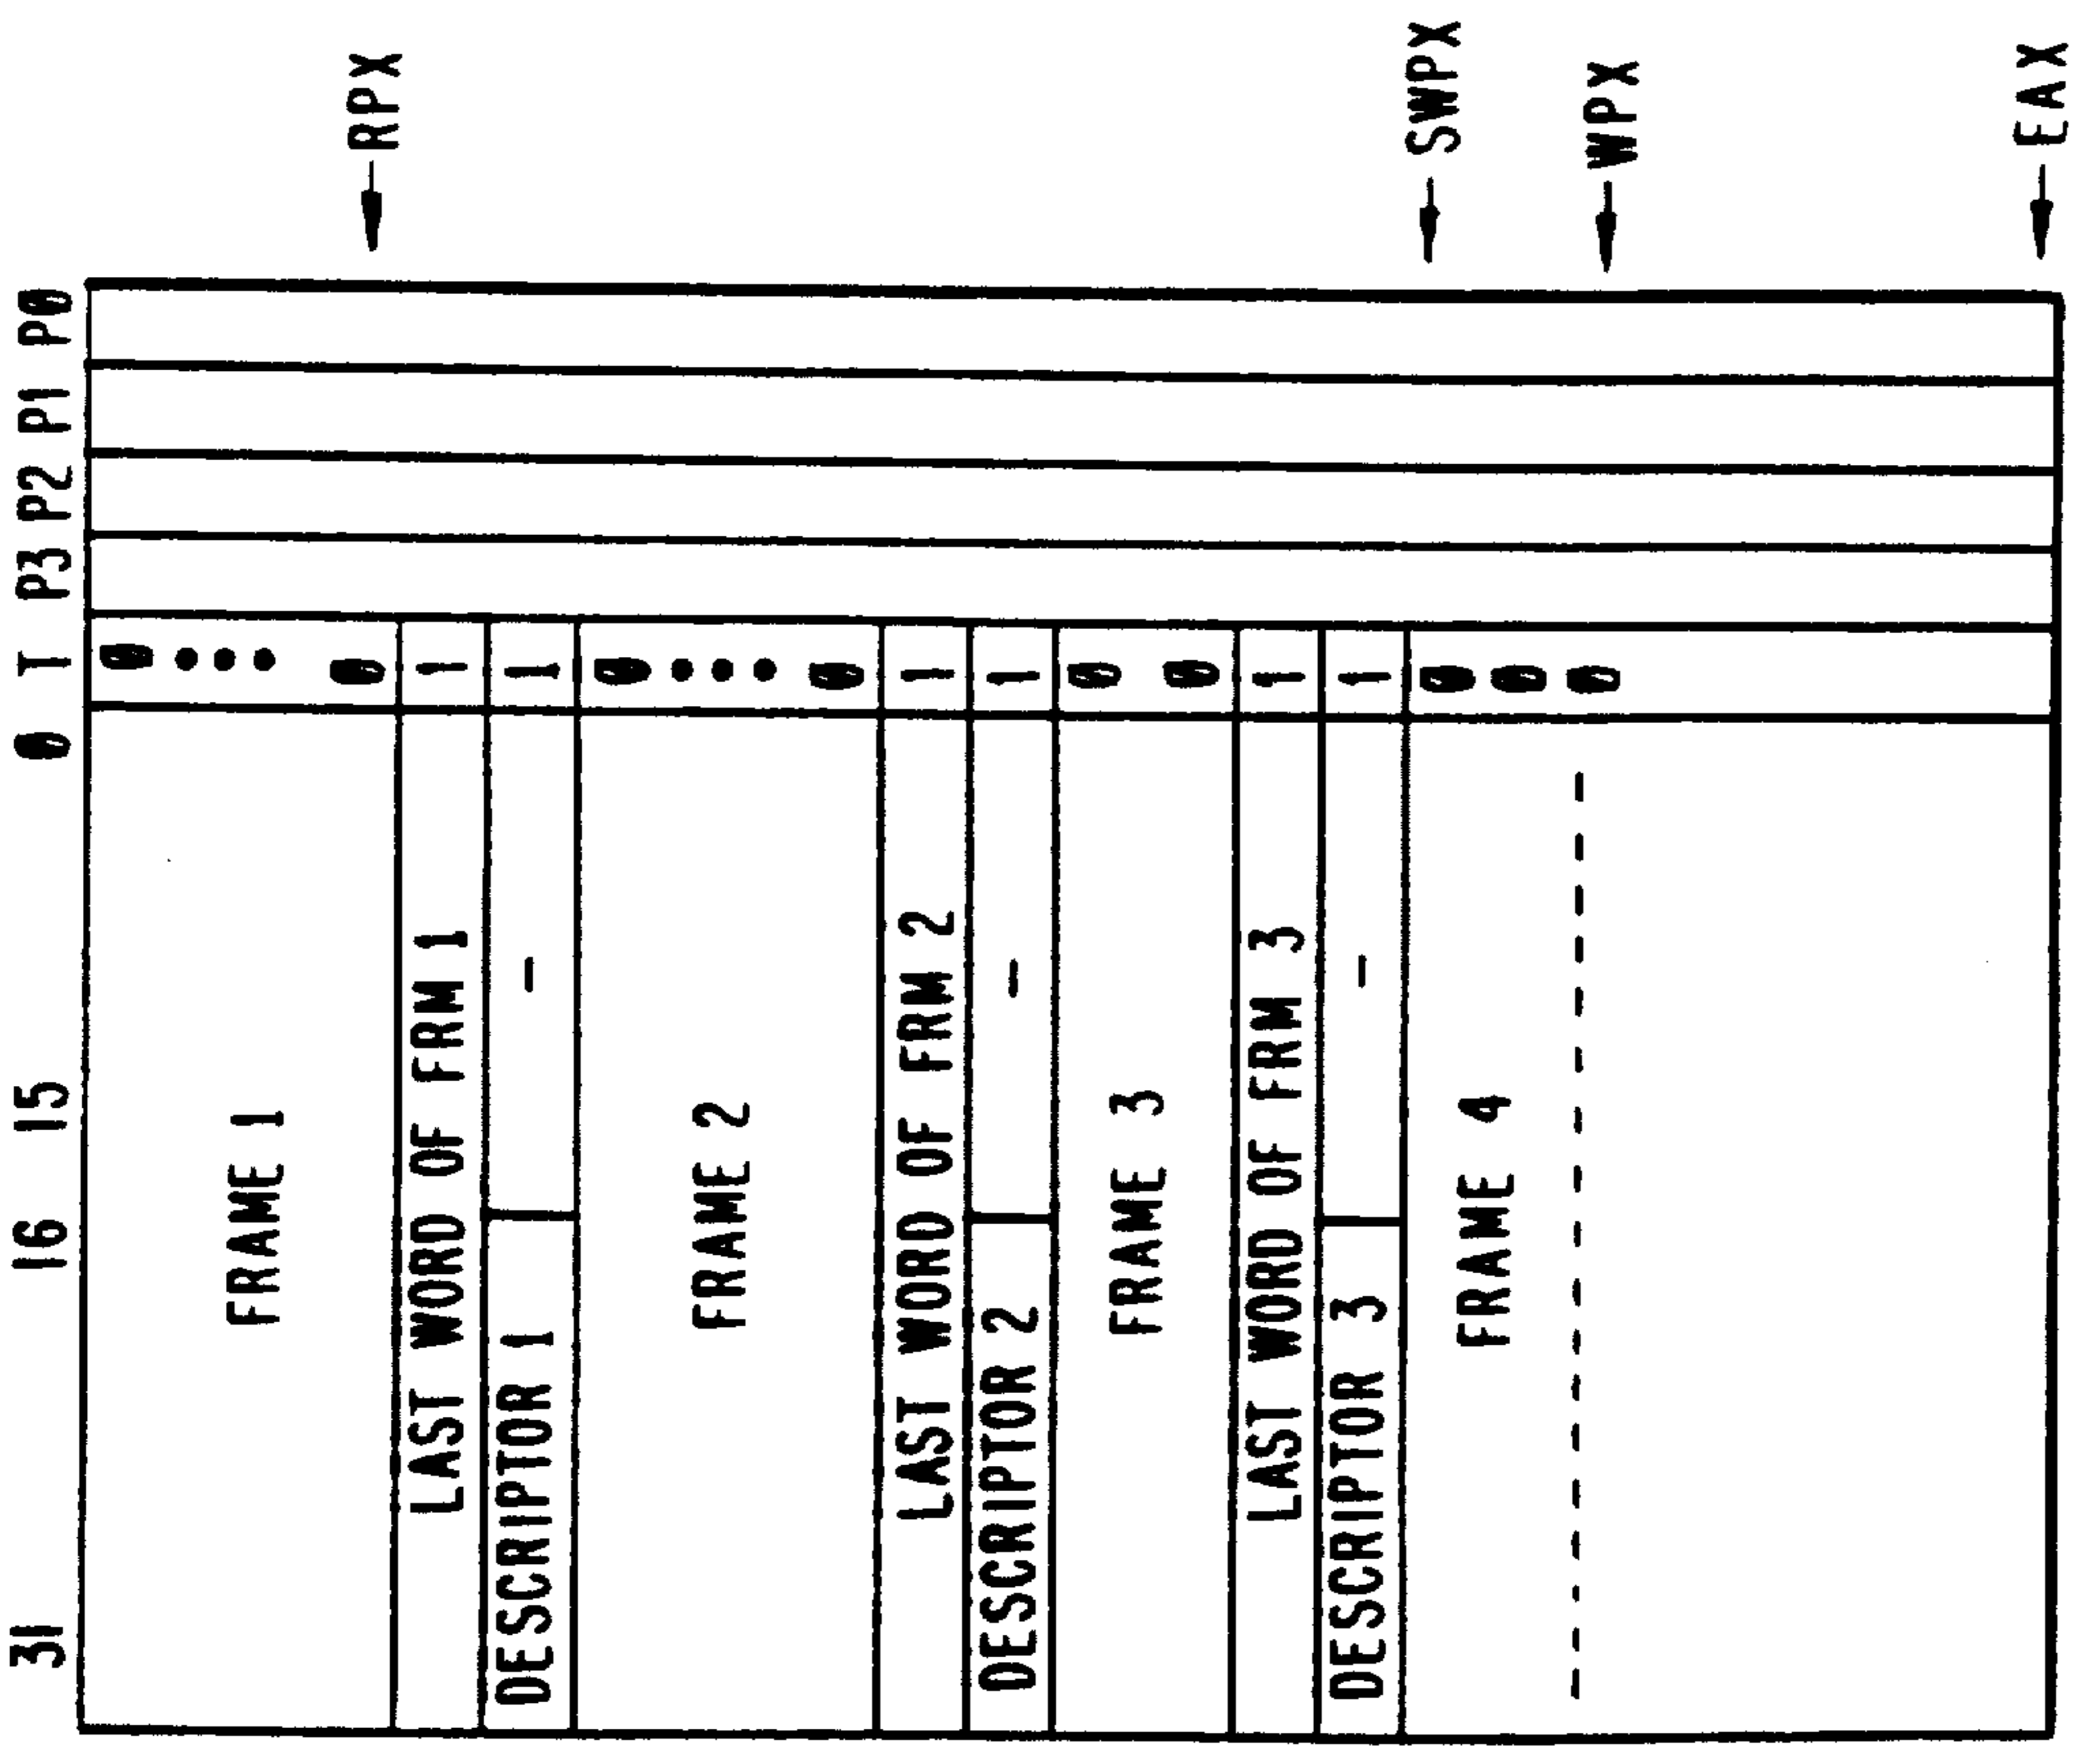 31 16 15 0 T P3 P2 P1 P0
0
•
•
•
FRAME 1
0 RPX
LAST WORD OF FRM 1 1
DESCRIPTOR 1 - 1
0
•
•
•
FRAME 2
0
LAST WORD OF FRM 2 1
DESCRIPTOR 2 - 1
0
FRAME 3
0
LAST WORD OF FRM 3 1
DESCRIPTOR 3 - 1
0 SWPX
FRAME 4
0
0 WPX
EAX